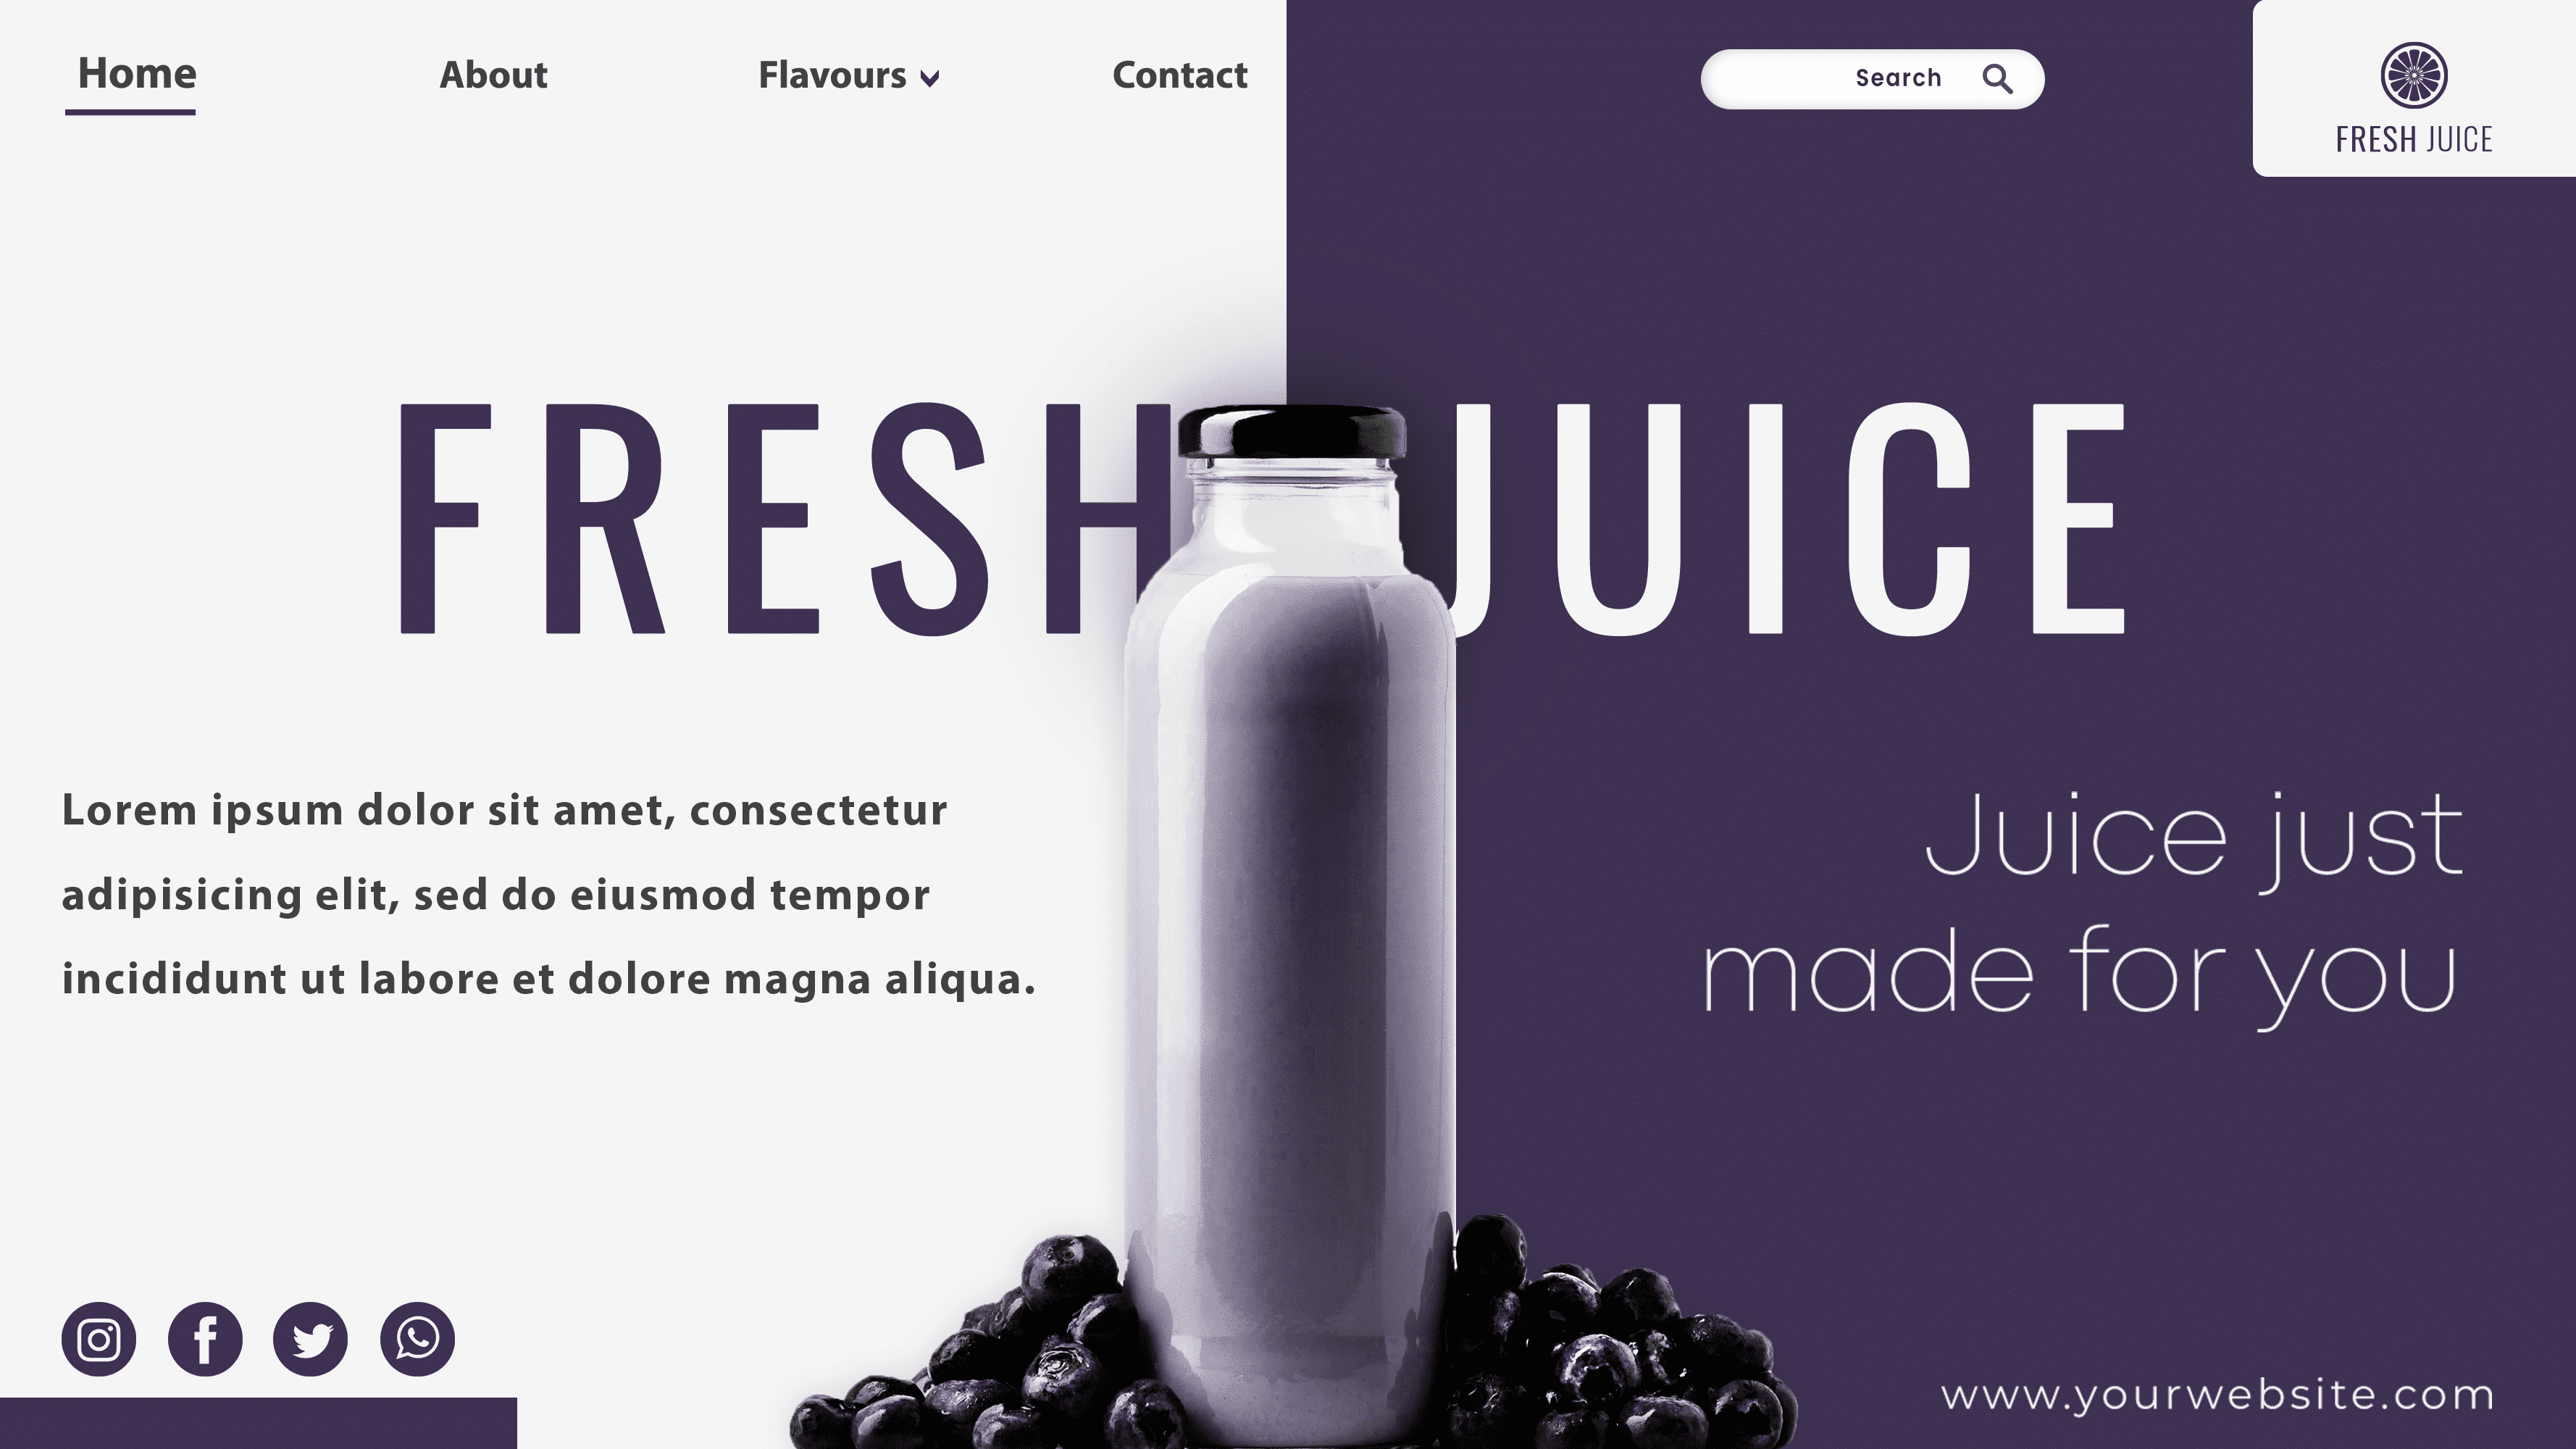 Home
About
Flavours
Contact
Search
FRESH JUICE
FRESH JUICE
Lorem ipsum dolor sit amet, consectetur
adipisicing elit, sed do eiusmod tempor
incididunt ut labore et dolore magna aliqua.
Juice just
made for you
www.yourwebsite.com